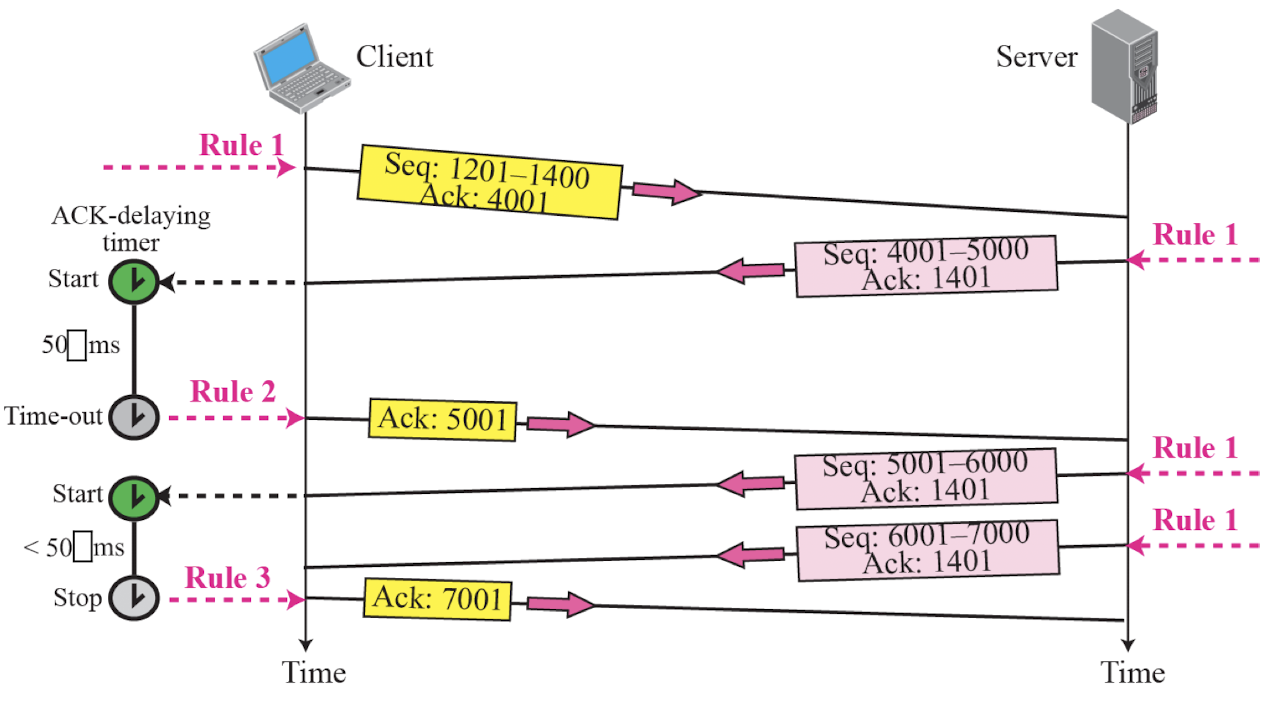 Client
Server
Rule 1
Seq: 1201–1400
Ack: 4001
ACK-delaying
timer
Rule 1
Seq: 4001–5000
Ack: 1401
Start
50 ms
Rule 2
Time-out
Ack: 5001
Rule 1
Seq: 5001–6000
Ack: 1401
Start
Rule 1
Seq: 6001–7000
Ack: 1401
< 50 ms
Rule 3
Stop
Ack: 7001
Time
Time